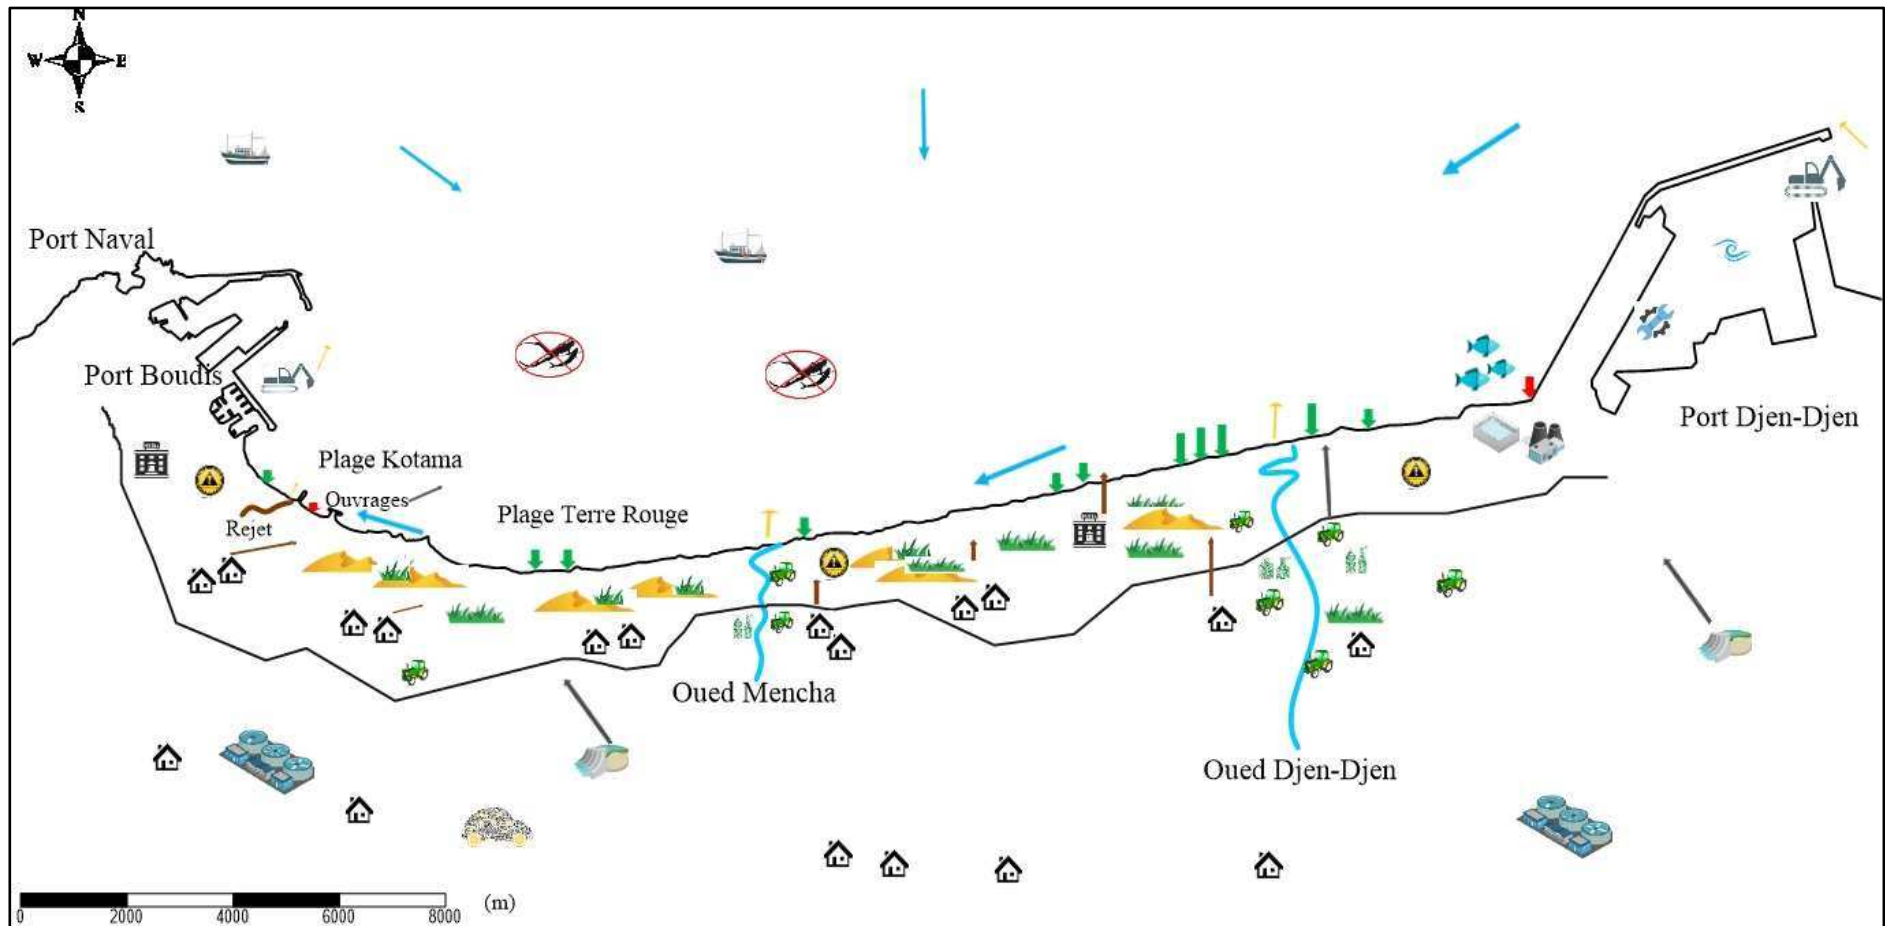 N
W E
S
Port Naval
Port Boudis
Port Djen-Djen
Plage Kotama
Ouvrages
Rejet
Plage Terre Rouge
Oued Mencha
Oued Djen-Djen
(m)
0 2000 4000 6000 8000